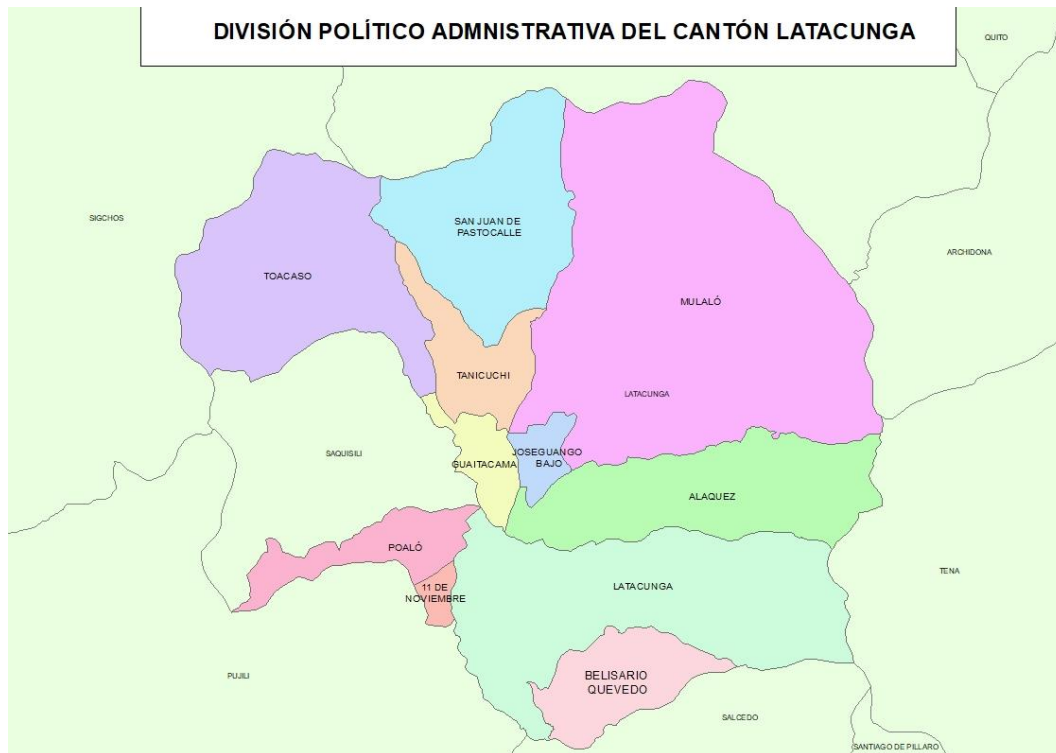 DIVISIÓN POLÍTICO ADMNISTRATIVA DEL CANTÓN LATACUNGA
QUITO
SIGCHOS
SAN JUAN DE
PASTOCALLE
ARCHIDONA
TOACASO
MULALÓ
TANICUCHI
LATACUNGA
SAQUISILI
GUAITACAMA
JOSEGUANGO
BAJO
ALAQUEZ
POALÓ
TENA
11 DE
NOVIEMBRE
LATACUNGA
PUJILI
BELISARIO
QUEVEDO
SALCEDO
SANTIAGO DE PILLARO